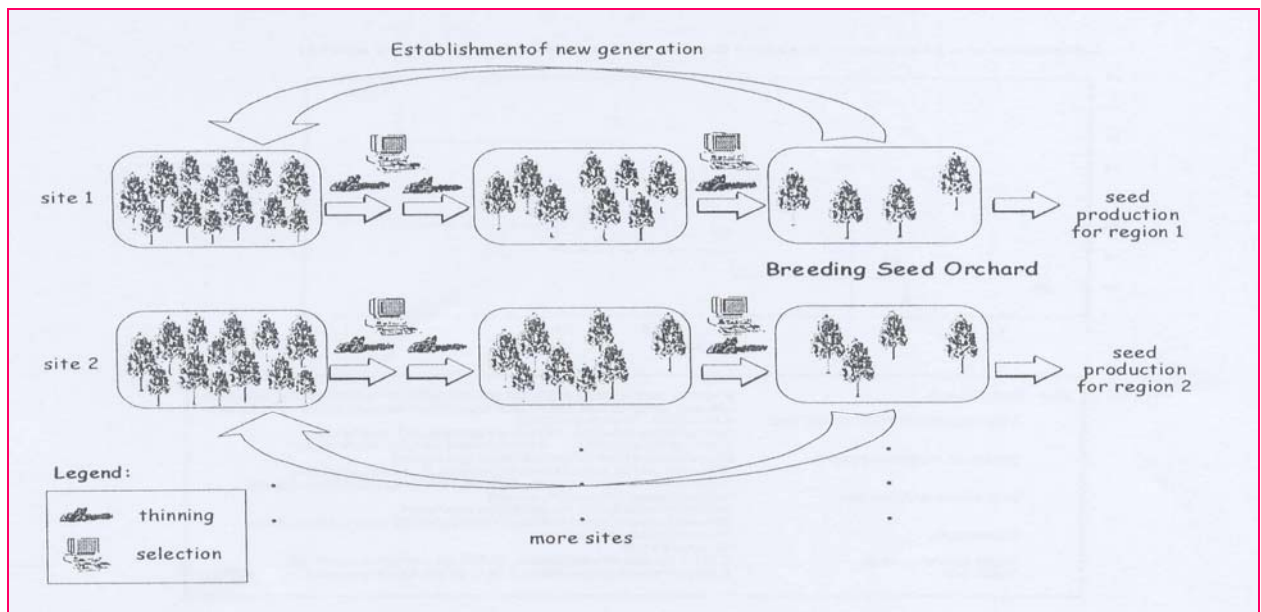 Establishmentof new generation
site 1
seed
production
for region 1
Breeding Seed Orchard
site 2
seed
production
for region 2
Legend:
thinning
selection
more sites